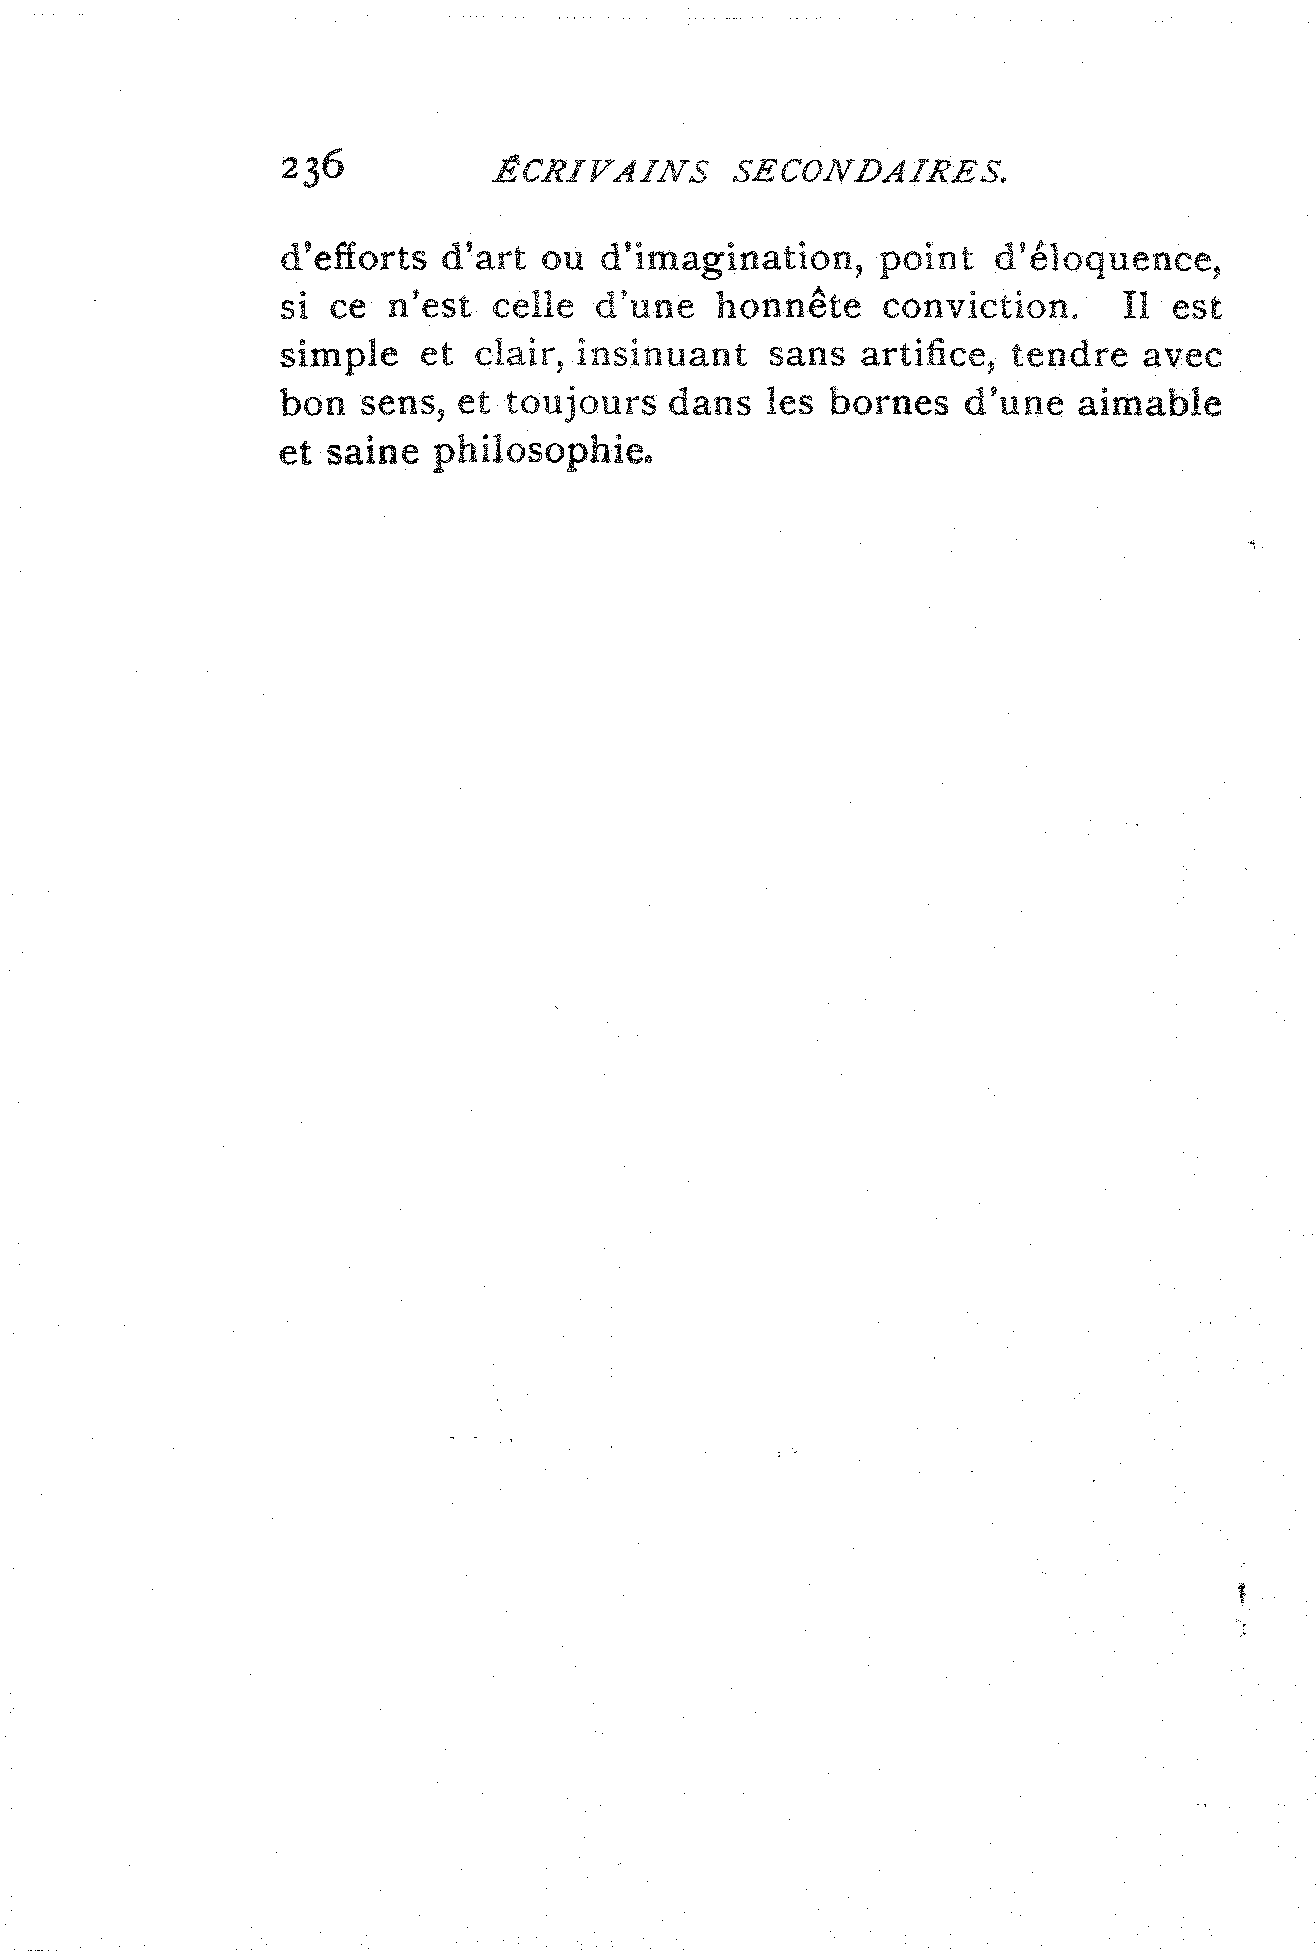 236 ÉCRIVAINS SECONDAIRES.
d'efforts d'art ou d'imagination, point d'éloquence,
si ce n'est celle d'une honnête conviction. Il est
simple et clair, insinuant sans artifice, tendre avec
bon sens, et toujours dans les bornes d'une aimable
et saine philosophie.